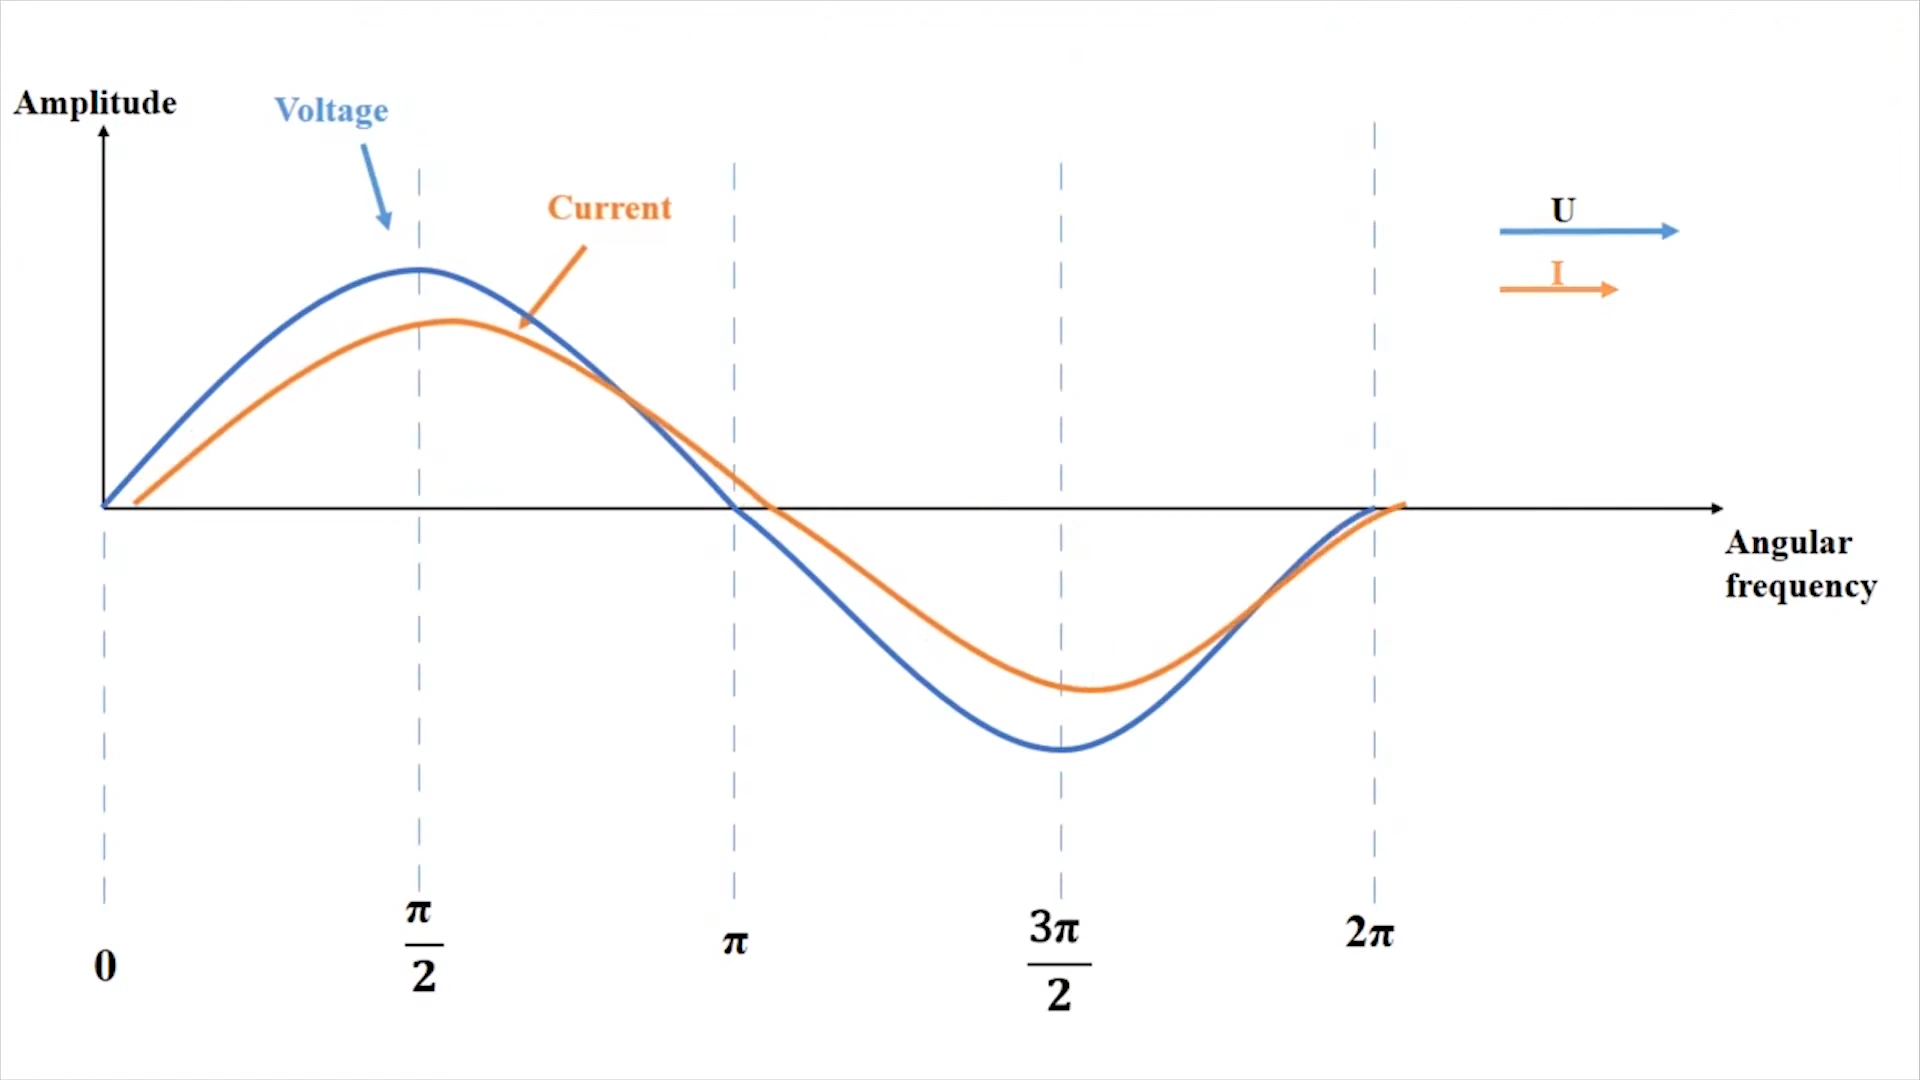 Amplitude
Voltage
Current
U
I
Angular
frequency
0
π
2
π
3π
2
2π